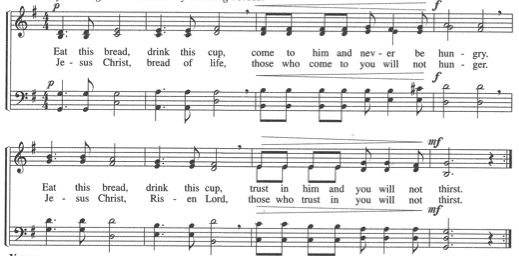 p f
Eat this bread, drink this cup, come to him and nev - er be hun - gry.
Je - sus Christ, bread of life, those who come to you will not hun - ger.
p f
mf
Eat this bread, drink this cup, trust in him and you will not thirst.
Je - sus Christ, Ris - en Lord, those who trust in you will not thirst.
mf